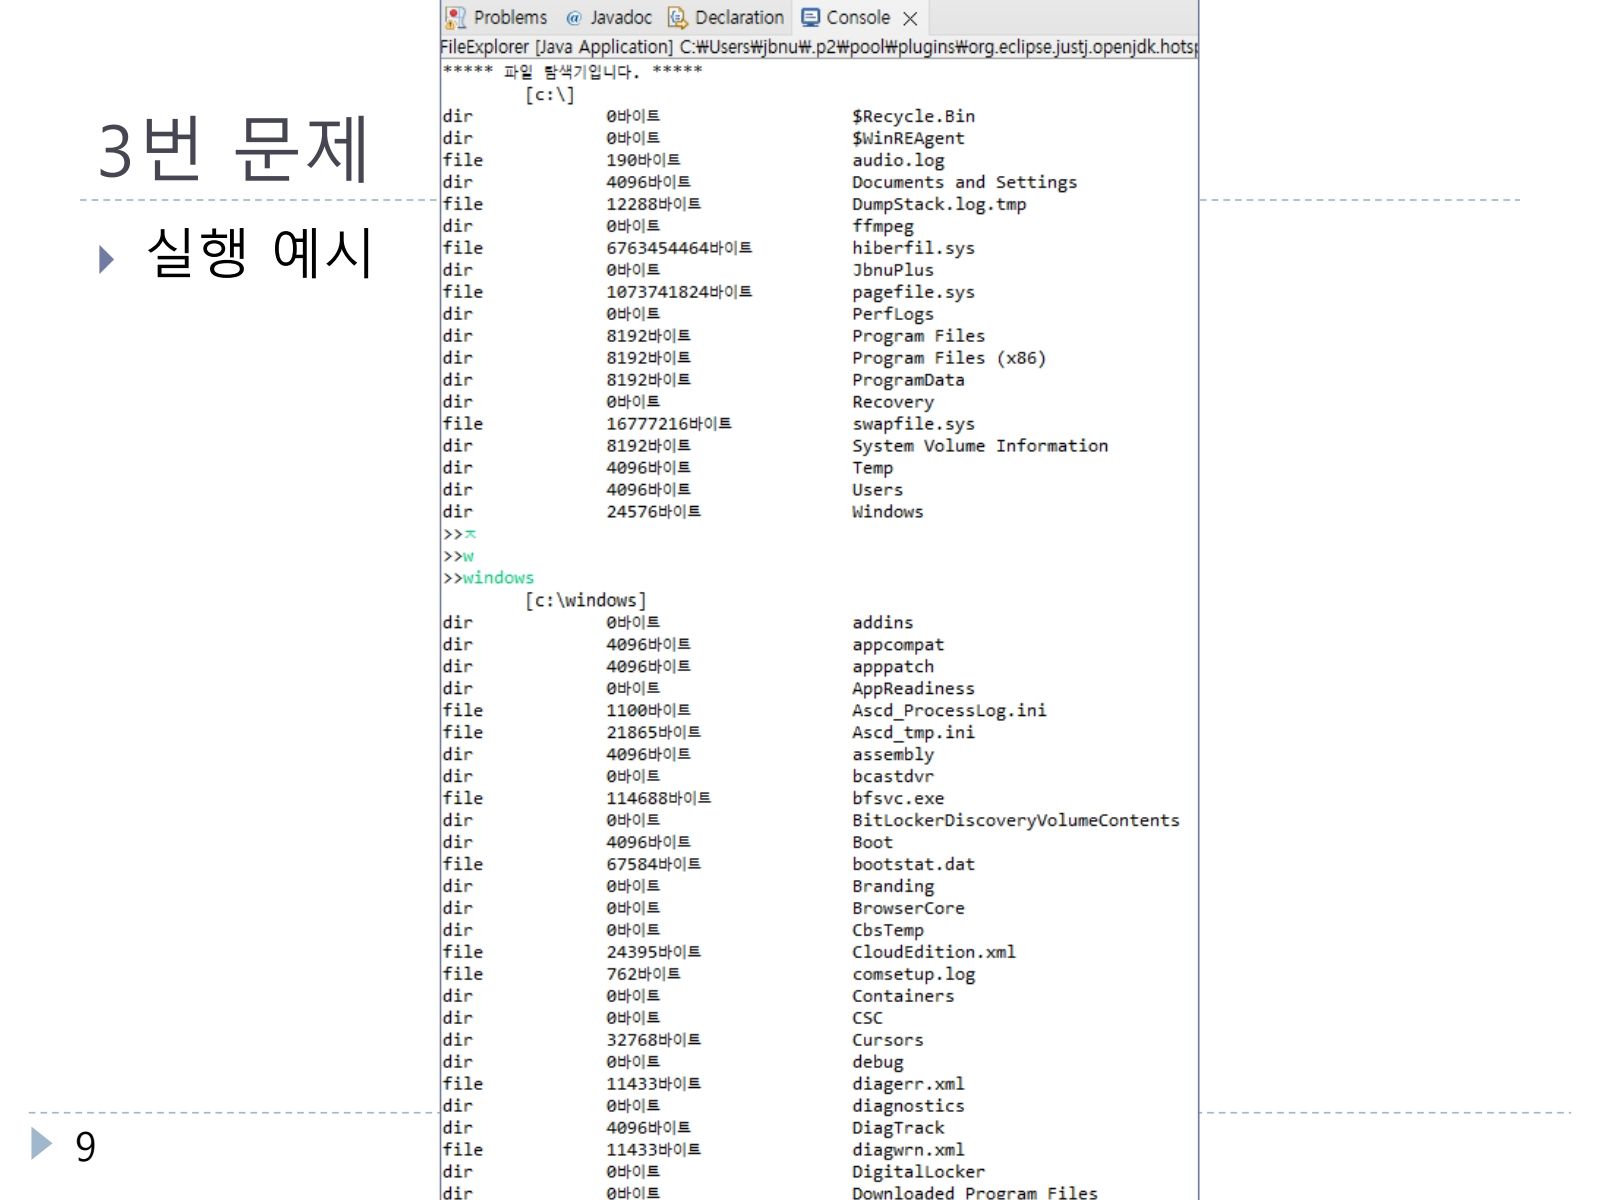 3번 문제
실행 예시
Problems @ Javadoc Declaration Console
FileExplorer [Java Application] C:₩Users₩jbnu₩.p2₩pool₩plugins₩org.eclipse.justj.openjdk.hotsp
***** 파일 탐색기입니다. *****
[c:\]
dir 0바이트 $Recycle.Bin
dir 0바이트 $WinREAgent
file 190바이트 audio.log
dir 4096바이트 Documents and Settings
file 12288바이트 DumpStack.log.tmp
dir 0바이트 ffmpeg
file 6763454464바이트 hiberfil.sys
dir 0바이트 JbnuPlus
file 1073741824바이트 pagefile.sys
dir 0바이트 PerfLogs
dir 8192바이트 Program Files
dir 8192바이트 Program Files (x86)
dir 8192바이트 ProgramData
dir 0바이트 Recovery
file 16777216바이트 swapfile.sys
dir 8192바이트 System Volume Information
dir 4096바이트 Temp
dir 4096바이트 Users
dir 24576바이트 Windows
>>ㅈ
>>w
>>windows
[c:\windows]
dir 0바이트 addins
dir 4096바이트 appcompat
dir 4096바이트 apppatch
dir 0바이트 AppReadiness
file 1100바이트 Ascd_ProcessLog.ini
file 21865바이트 Ascd_tmp.ini
dir 4096바이트 assembly
dir 0바이트 bcastdvr
file 114688바이트 bfsvc.exe
dir 0바이트 BitLockerDiscoveryVolumeContents
dir 4096바이트 Boot
file 67584바이트 bootstat.dat
dir 0바이트 Branding
dir 0바이트 BrowserCore
dir 0바이트 CbsTemp
file 24395바이트 CloudEdition.xml
file 762바이트 comsetup.log
dir 0바이트 Containers
dir 0바이트 CSC
dir 32768바이트 Cursors
dir 0바이트 debug
file 11433바이트 diagerr.xml
dir 0바이트 diagnostics
dir 4096바이트 DiagTrack
file 11433바이트 diagwrn.xml
dir 0바이트 DigitalLocker
dir 0바이트 Downloaded Program Files
9